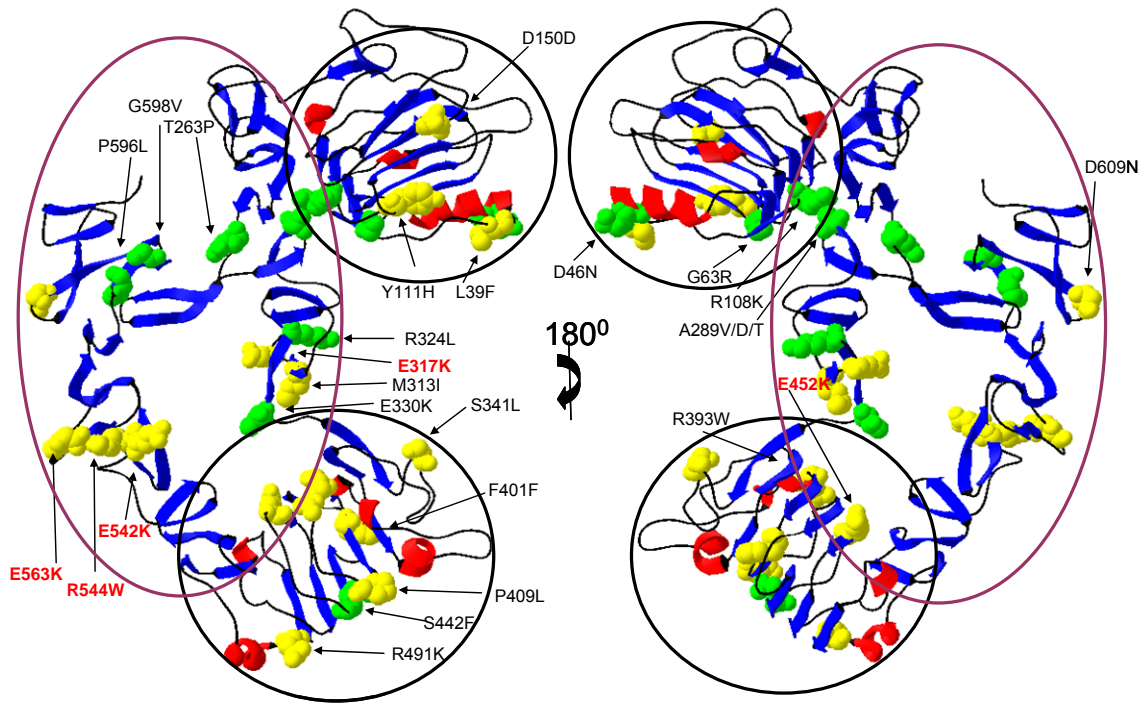 D150D
G598V
T263P
P596L
Y111H
L39F
R324L
E317K
M313I
E330K
S341L
F401F
E542K
E563K
R544W
P409L
S442F
R491K
180⁰
D609N
D46N
G63R
R108K
A289V/D/T
E452K
R393W